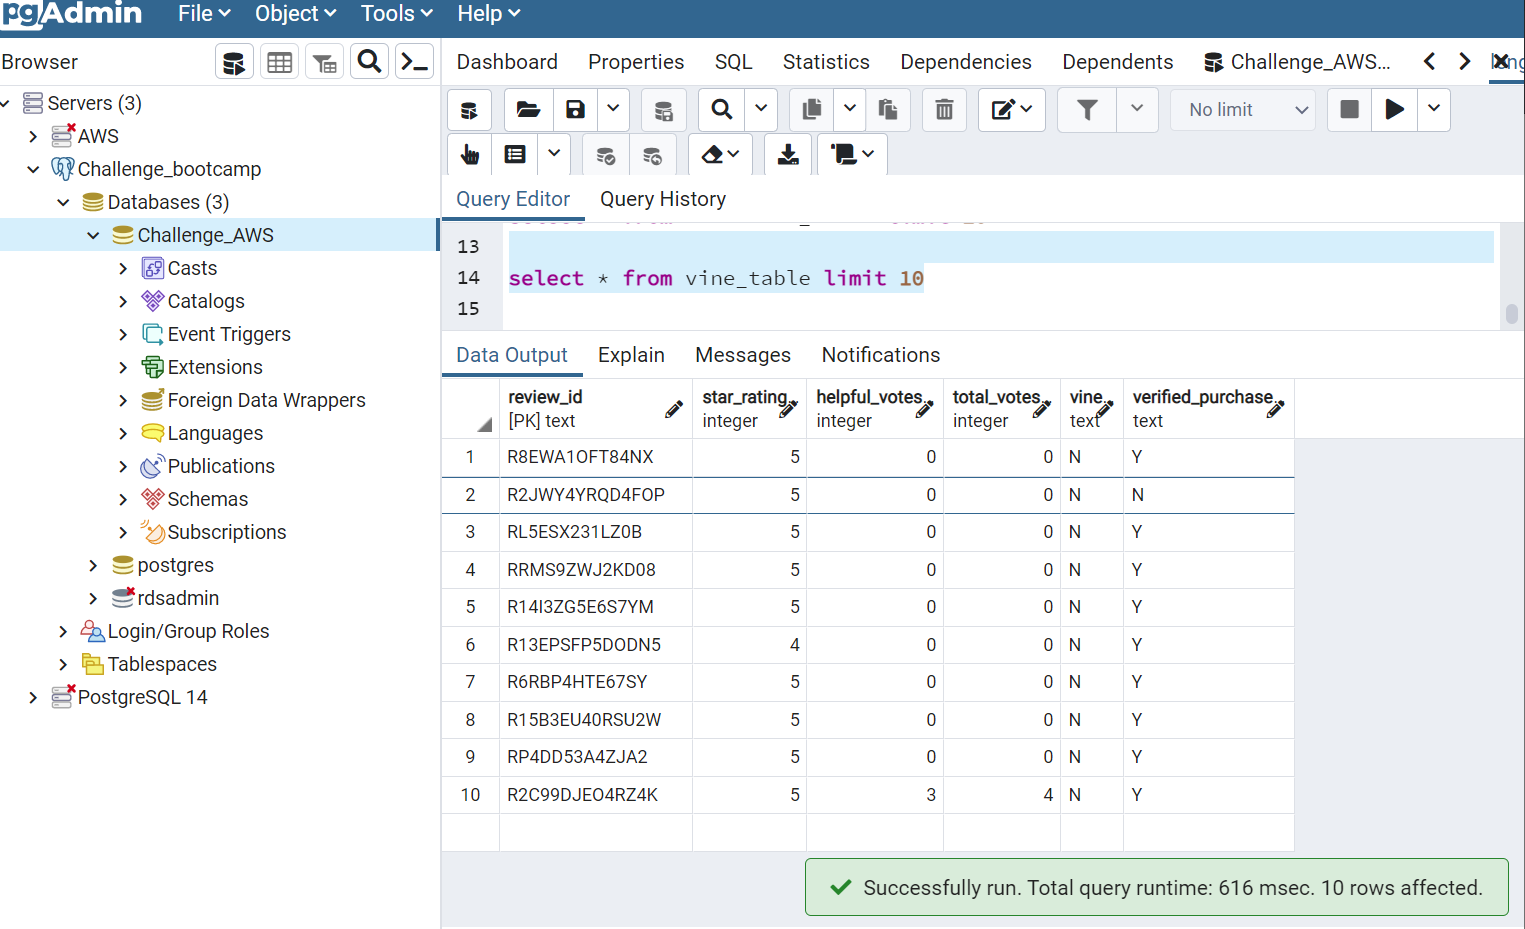 pgAdmin File Object Tools Help
Browser
Dashboard Properties SQL Statistics Dependencies Dependents Challenge_AWS...
Servers (3)
AWS
Challenge_bootcamp
Databases (3)
Challenge_AWS
Casts
Catalogs
Event Triggers
Extensions
Foreign Data Wrappers
Languages
Publications
Schemas
Subscriptions
postgres
rdsadmin
Login/Group Roles
Tablespaces
PostgreSQL 14
No limit
Query Editor Query History
13
14 select * from vine_table limit 10
15
Data Output Explain Messages Notifications
review_id star_rating helpful_votes total_votes vine verified_purchase
[PK] text integer integer integer text text
1 R8EWA1OFT84NX 5 0 0 N Y
2 R2JWY4YRQD4FOP 5 0 0 N N
3 RL5ESX231LZ0B 5 0 0 N Y
4 RRMS9ZWJ2KD08 5 0 0 N Y
5 R14I3ZG5E6S7YM 5 0 0 N Y
6 R13EPSFP5DODN5 4 0 0 N Y
7 R6RBP4HTE67SY 5 0 0 N Y
8 R15B3EU40RSU2W 5 0 0 N Y
9 RP4DD53A4ZJA2 5 0 0 N Y
10 R2C99DJEO4RZ4K 5 3 4 N Y
Successfully run. Total query runtime: 616 msec. 10 rows affected.